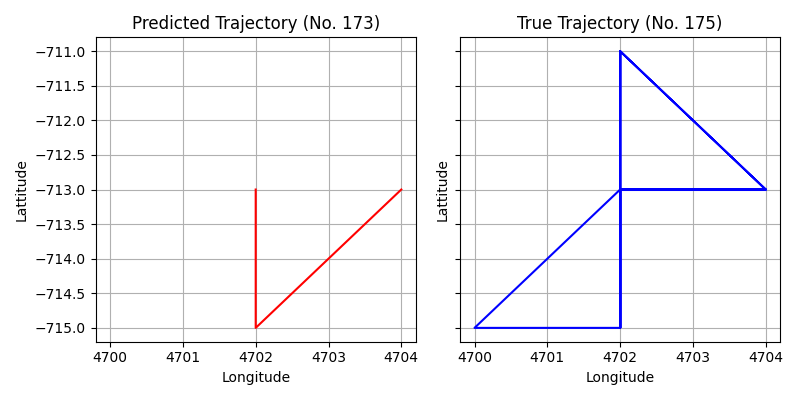 Predicted Trajectory (No. 173)
True Trajectory (No. 175)
−711.0
−711.5
−712.0
−712.5
−713.0
−713.5
−714.0
−714.5
−715.0
Lattitude
Lattitude
4700 4701 4702 4703 4704
4700 4701 4702 4703 4704
Longitude
Longitude